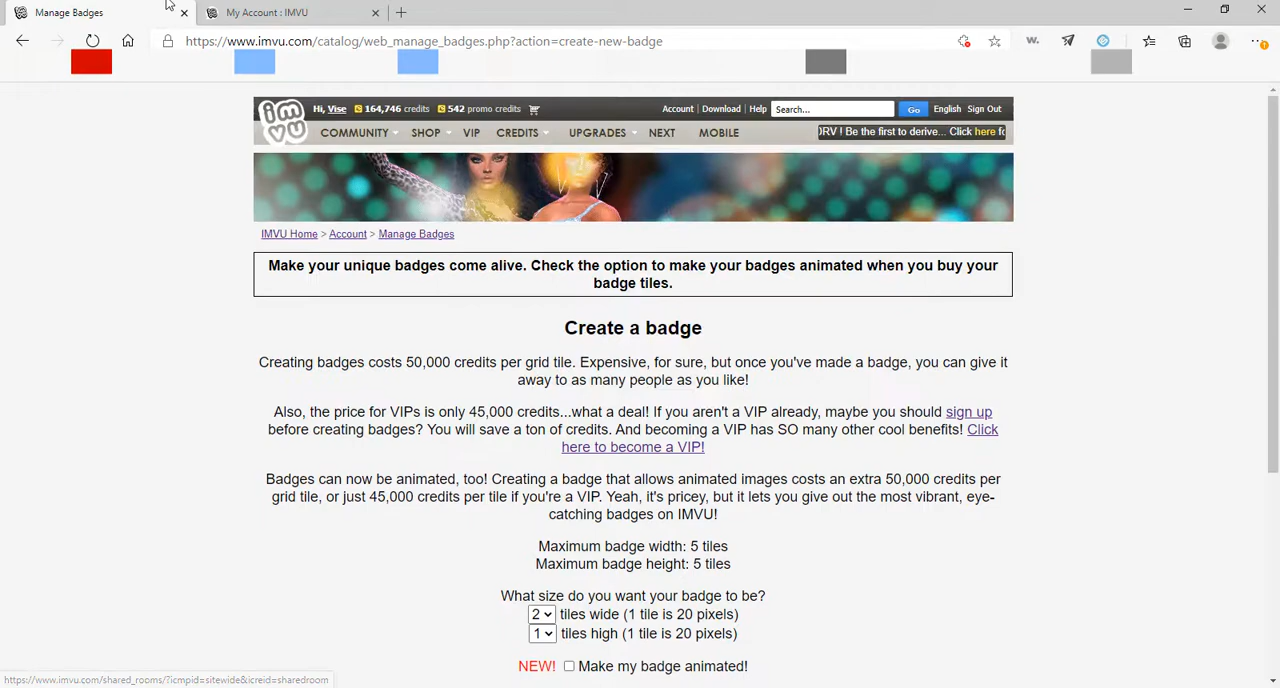 Manage Badges
My Account : IMVU
https://www.imvu.com/catalog/web_manage_badges.php?action=create-new-badge
w.
imvu
Hi, Vise 164,746 credits 542 promo credits
Account Download Help Search... Go English Sign Out
COMMUNITY SHOP VIP CREDITS UPGRADES NEXT MOBILE
DRV ! Be the first to derive... Click here fo
IMVU Home > Account > Manage Badges
Make your unique badges come alive. Check the option to make your badges animated when you buy your
badge tiles.
Create a badge
Creating badges costs 50,000 credits per grid tile. Expensive, for sure, but once you've made a badge, you can give it
away to as many people as you like!
Also, the price for VIPs is only 45,000 credits...what a deal! If you aren't a VIP already, maybe you should sign up
before creating badges? You will save a ton of credits. And becoming a VIP has SO many other cool benefits! Click
here to become a VIP!
Badges can now be animated, too! Creating a badge that allows animated images costs an extra 50,000 credits per
grid tile, or just 45,000 credits per tile if you're a VIP. Yeah, it's pricey, but it lets you give out the most vibrant, eye-
catching badges on IMVU!
Maximum badge width: 5 tiles
Maximum badge height: 5 tiles
What size do you want your badge to be?
2 tiles wide (1 tile is 20 pixels)
1 tiles high (1 tile is 20 pixels)
NEW! Make my badge animated!
https://www.imvu.com/shared_rooms/?icmpid=sitewide&icreid=sharedroom